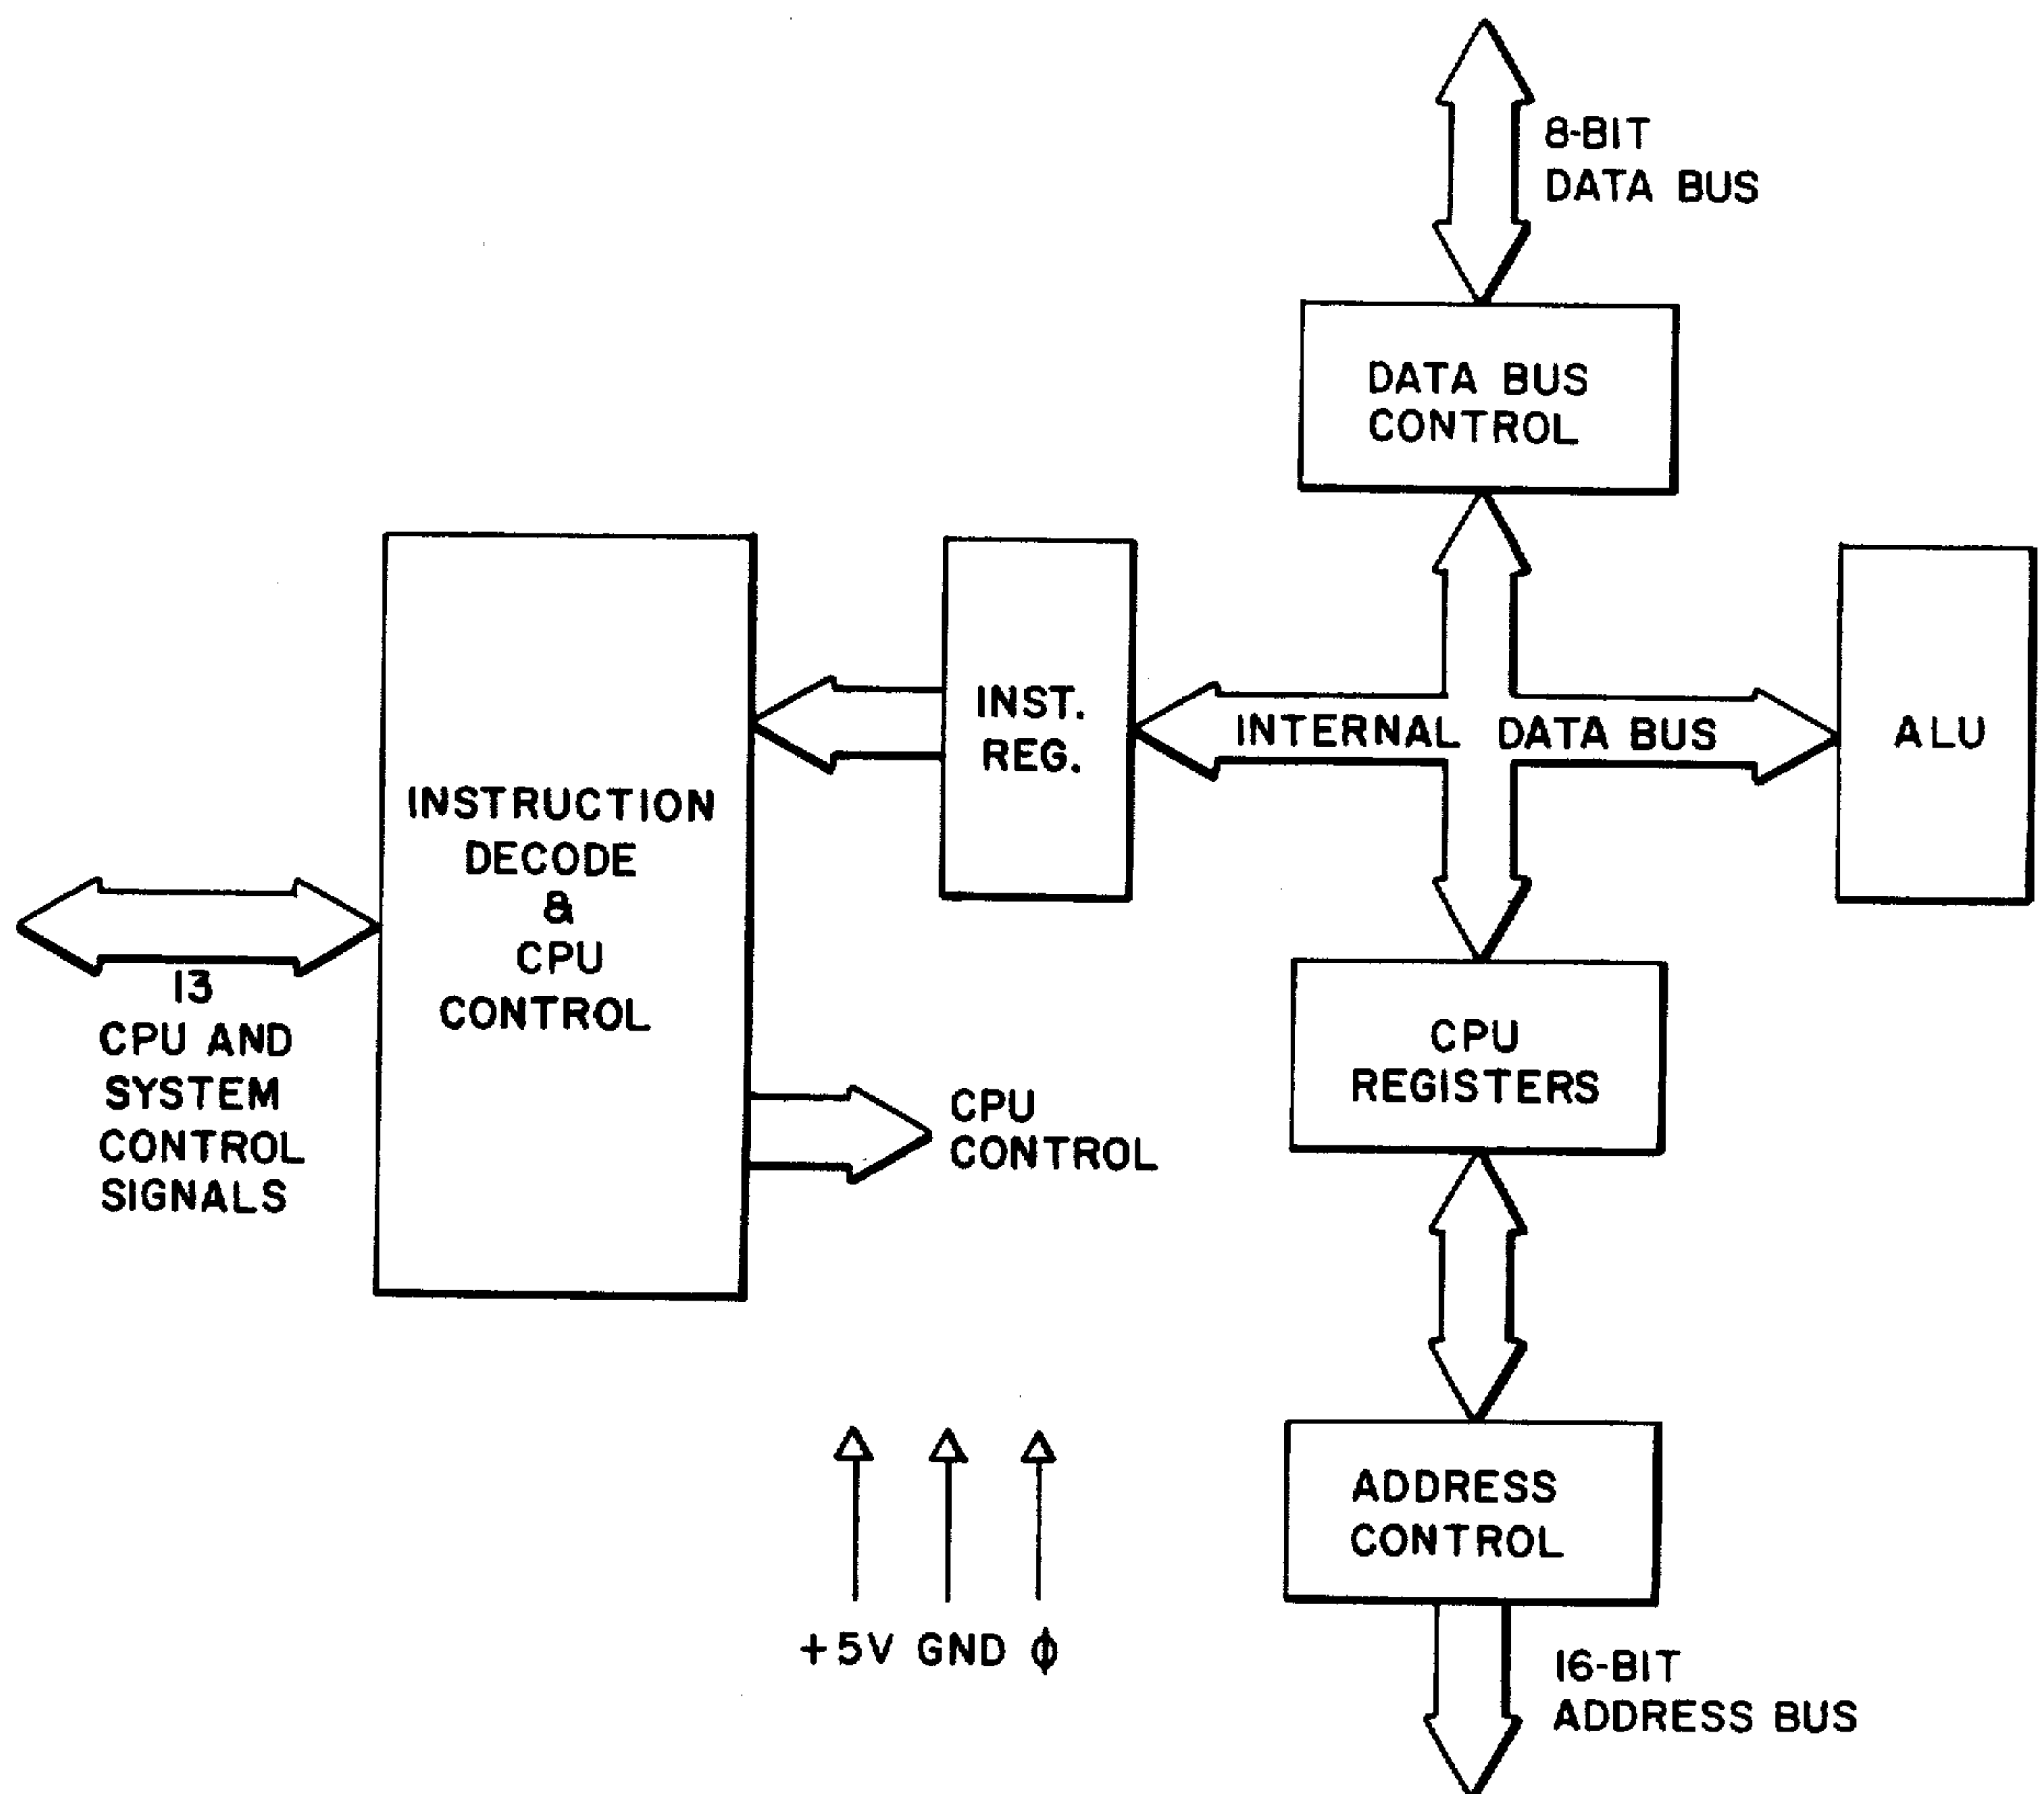 8-BIT
DATA BUS
DATA BUS
CONTROL
INST.
REG.
INTERNAL DATA BUS
ALU
INSTRUCTION
DECODE
&
CPU
CONTROL
13
CPU AND
SYSTEM
CONTROL
SIGNALS
CPU
CONTROL
CPU
REGISTERS
ADDRESS
CONTROL
+5V GND ϕ
16-BIT
ADDRESS BUS